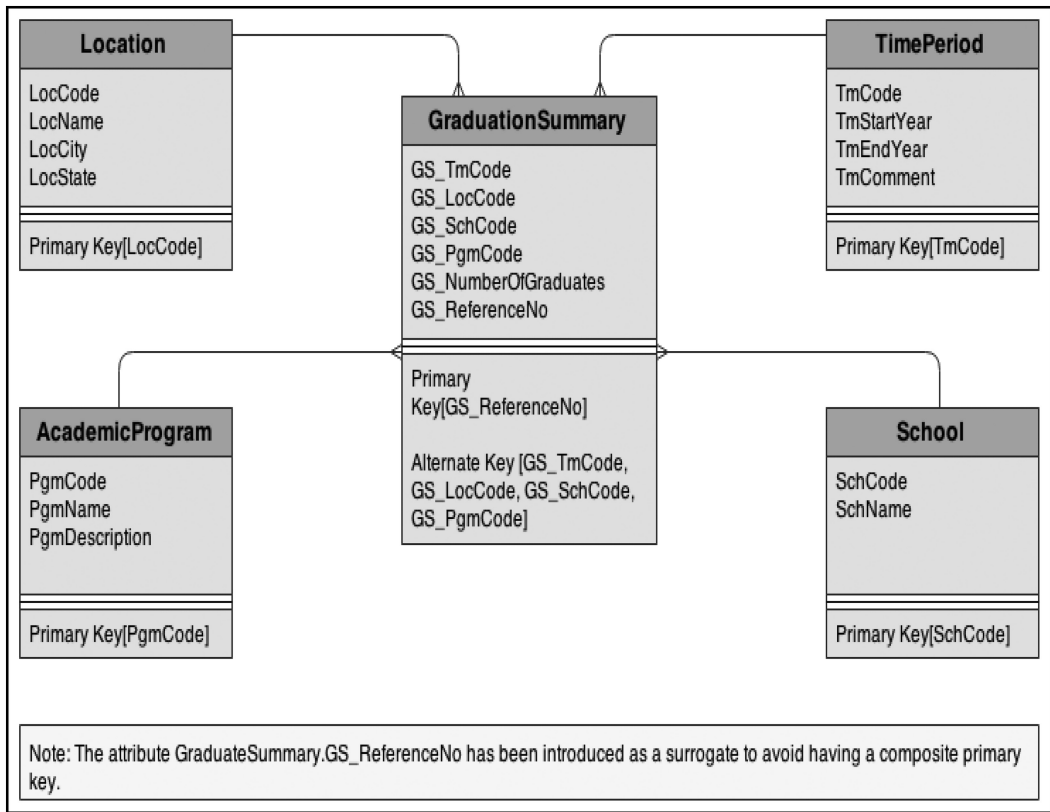 Location
LocCode
LocName
LocCity
LocState
Primary Key[LocCode]
GraduationSummary
GS_TmCode
GS_LocCode
GS_SchCode
GS_PgmCode
GS_NumberOfGraduates
GS_ReferenceNo
Primary
Key[GS_ReferenceNo]
Alternate Key [GS_TmCode,
GS_LocCode, GS_SchCode,
GS_PgmCode]
TimePeriod
TmCode
TmStartYear
TmEndYear
TmComment
Primary Key[TmCode]
AcademicProgram
PgmCode
PgmName
PgmDescription
Primary Key[PgmCode]
School
SchCode
SchName
Primary Key[SchCode]
Note: The attribute GraduateSummary.GS_ReferenceNo has been introduced as a surrogate to avoid having a composite primary
key.